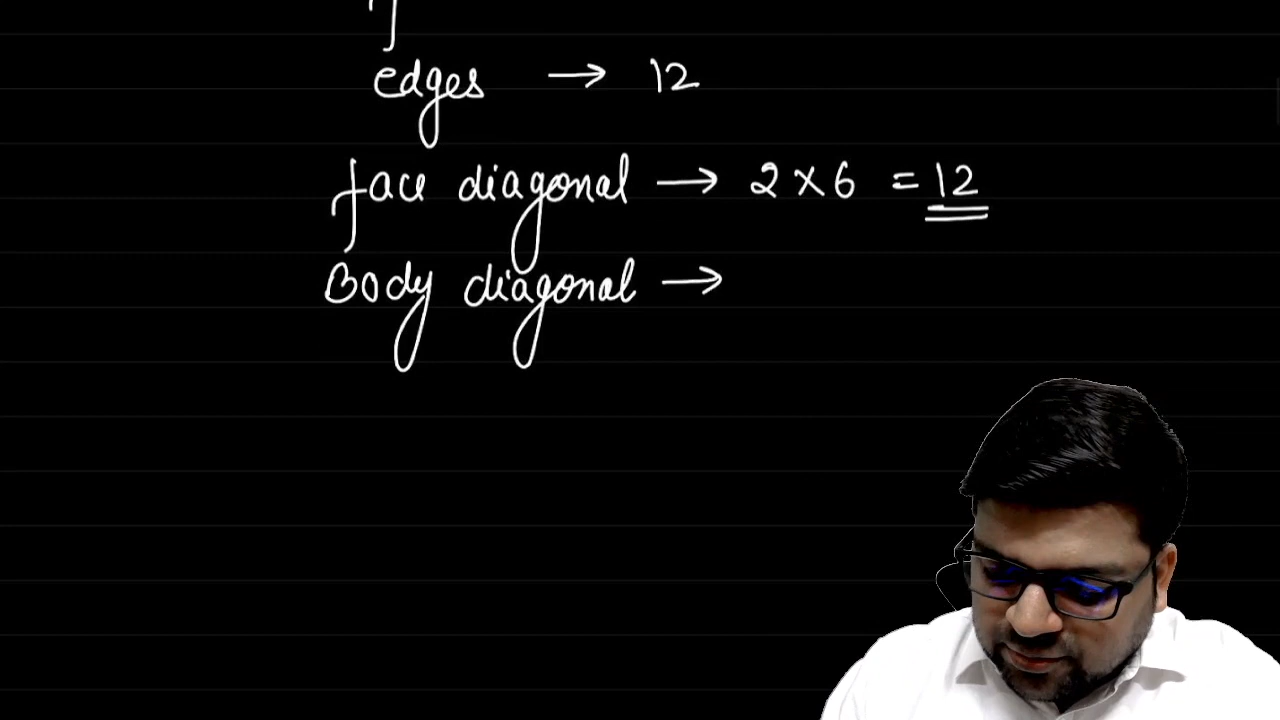 edges → 12
face diagonal → 2 × 6 = 12
Body diagonal →